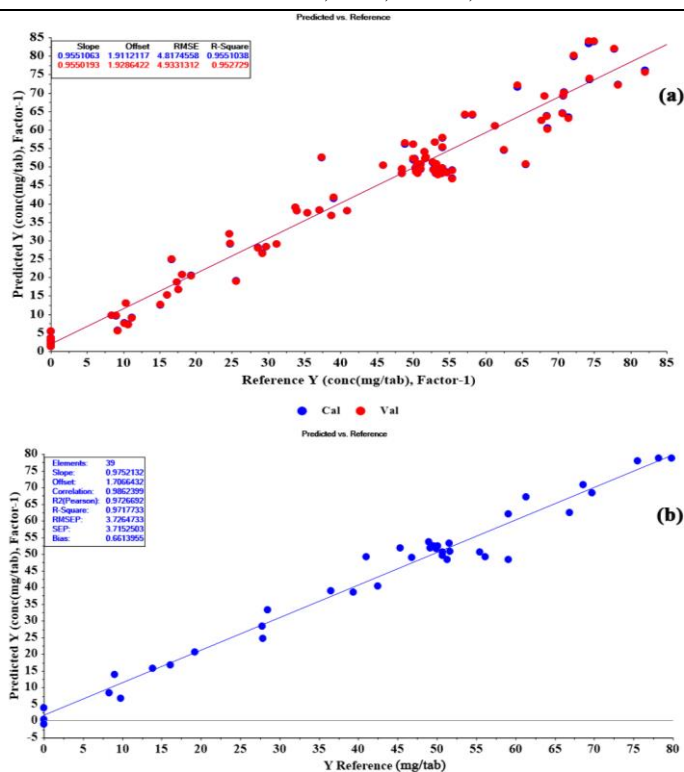 Predicted vs. Reference
Slope Offset RMSE R-Square
0.9551063 1.9112117 4.8174558 0.9551038
0.9550193 1.9286422 4.9331312 0.952729
(a)
Predicted Y (conc(mg/tab), Factor-1)
85
80
75
70
65
60
55
50
45
40
35
30
25
20
15
10
5
0
0 5 10 15 20 25 30 35 40 45 50 55 60 65 70 75 80 85
Reference Y (conc(mg/tab), Factor-1)
Cal Val
Predicted vs. Reference
Elements: 39
Slope: 0.9752132
Offset: 1.7066432
Correlation: 0.9862399
R2(Pearson): 0.9726692
R-Square: 0.9717733
RMSEP: 3.7264733
SEP: 3.7152503
Bias: 0.6613955
(b)
Predicted Y (conc(mg/tab), Factor-1)
80
75
70
65
60
55
50
45
40
35
30
25
20
15
10
5
0
-5
0 5 10 15 20 25 30 35 40 45 50 55 60 65 70 75 80
Y Reference (mg/tab)